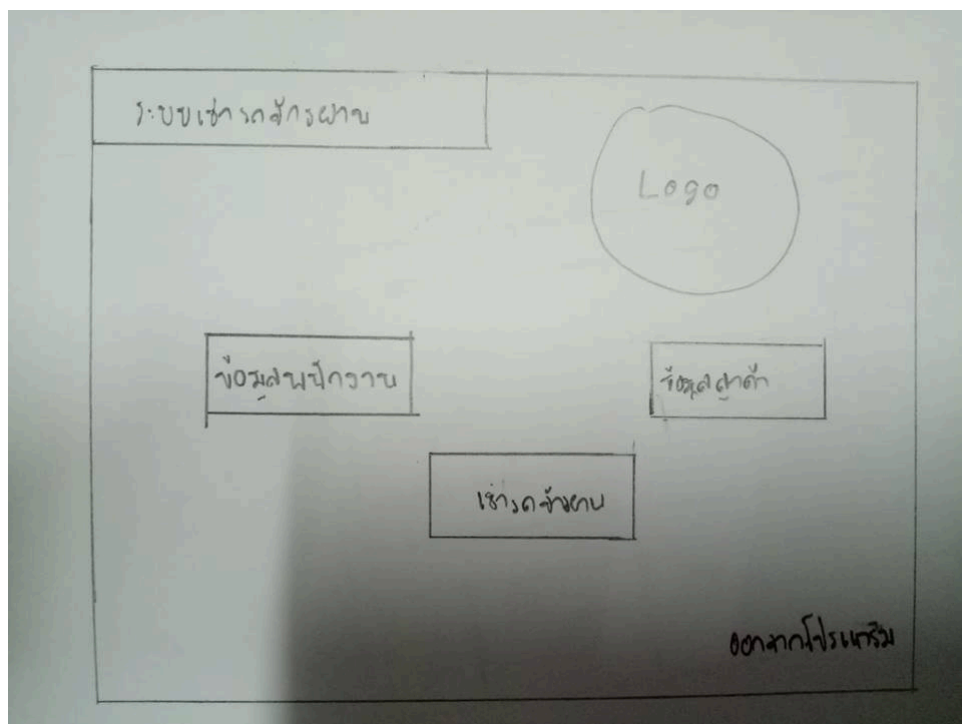 ระบบเช่ารถจักรยาน
Logo
ข้อมูลพนักงาน
ข้อมูลลูกค้า
เช่ารถจักรยาน
ออกจากโปรแกรม